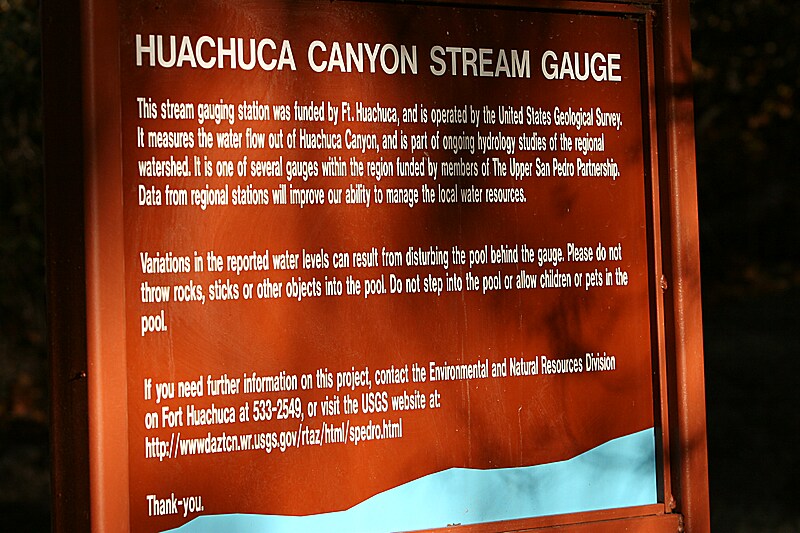 HUACHUCA CANYON STREAM GAUGE
This stream gauging station was funded by Ft. Huachuca, and is operated by the United States Geological Survey.
It measures the water flow out of Huachuca Canyon, and is part of ongoing hydrology studies of the regional
watershed. It is one of several gauges within the region funded by members of The Upper San Pedro Partnership.
Data from regional stations will improve our ability to manage the local water resources.
Variations in the reported water levels can result from disturbing the pool behind the gauge. Please do not
throw rocks, sticks or other objects into the pool. Do not step into the pool or allow children or pets in the
pool.
If you need further information on this project, contact the Environmental and Natural Resources Division
on Fort Huachuca at 533-2549, or visit the USGS website at:
http://wwwdaztcn.wr.usgs.gov/rtaz/html/spedro.html
Thank-you.